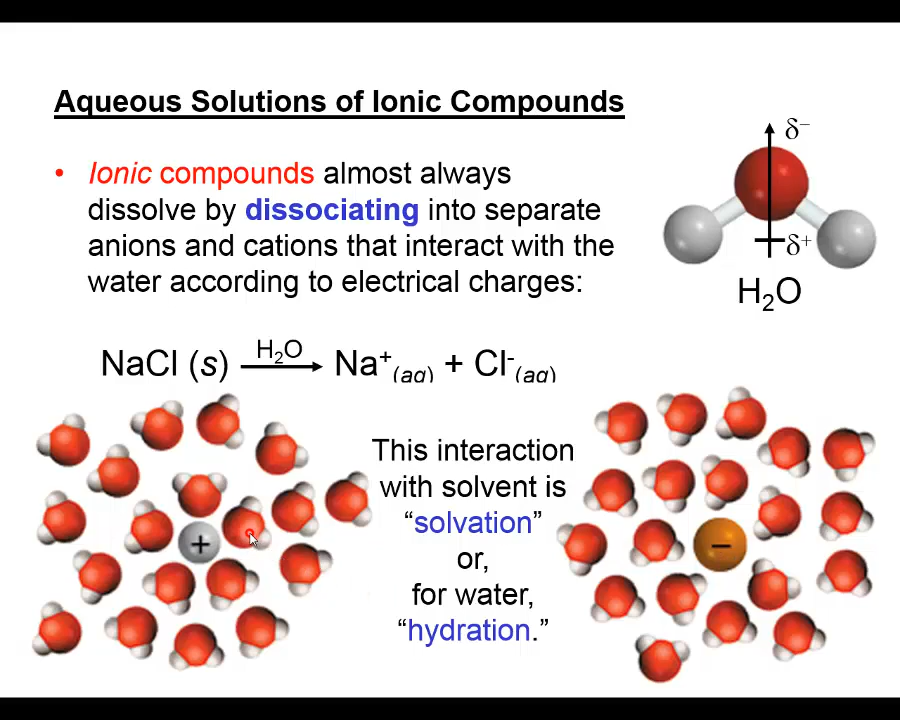 Aqueous Solutions of Ionic Compounds
δ⁻
• Ionic compounds almost always
dissolve by dissociating into separate
anions and cations that interact with the
water according to electrical charges:
δ⁺
H₂O
H₂O
NaCl (s) ⟶ Na⁺(aq) + Cl⁻(aq)
This interaction
with solvent is
“solvation”
or,
for water,
“hydration.”
+
−